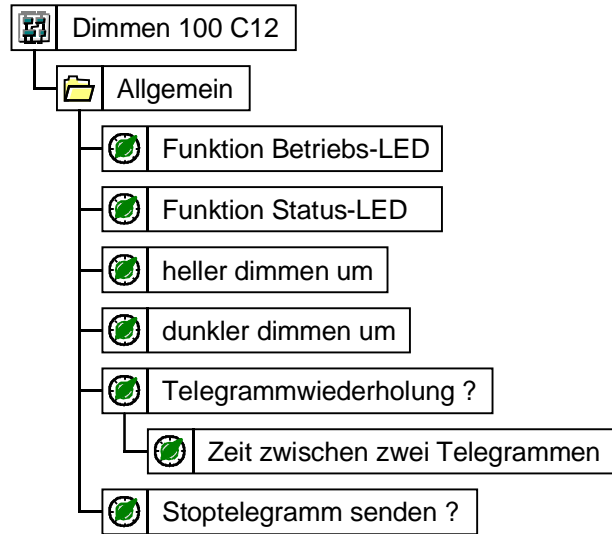 Dimmen 100 C12
Allgemein
Funktion Betriebs-LED
Funktion Status-LED
heller dimmen um
dunkler dimmen um
Telegrammwiederholung ?
Zeit zwischen zwei Telegrammen
Stoptelegramm senden ?